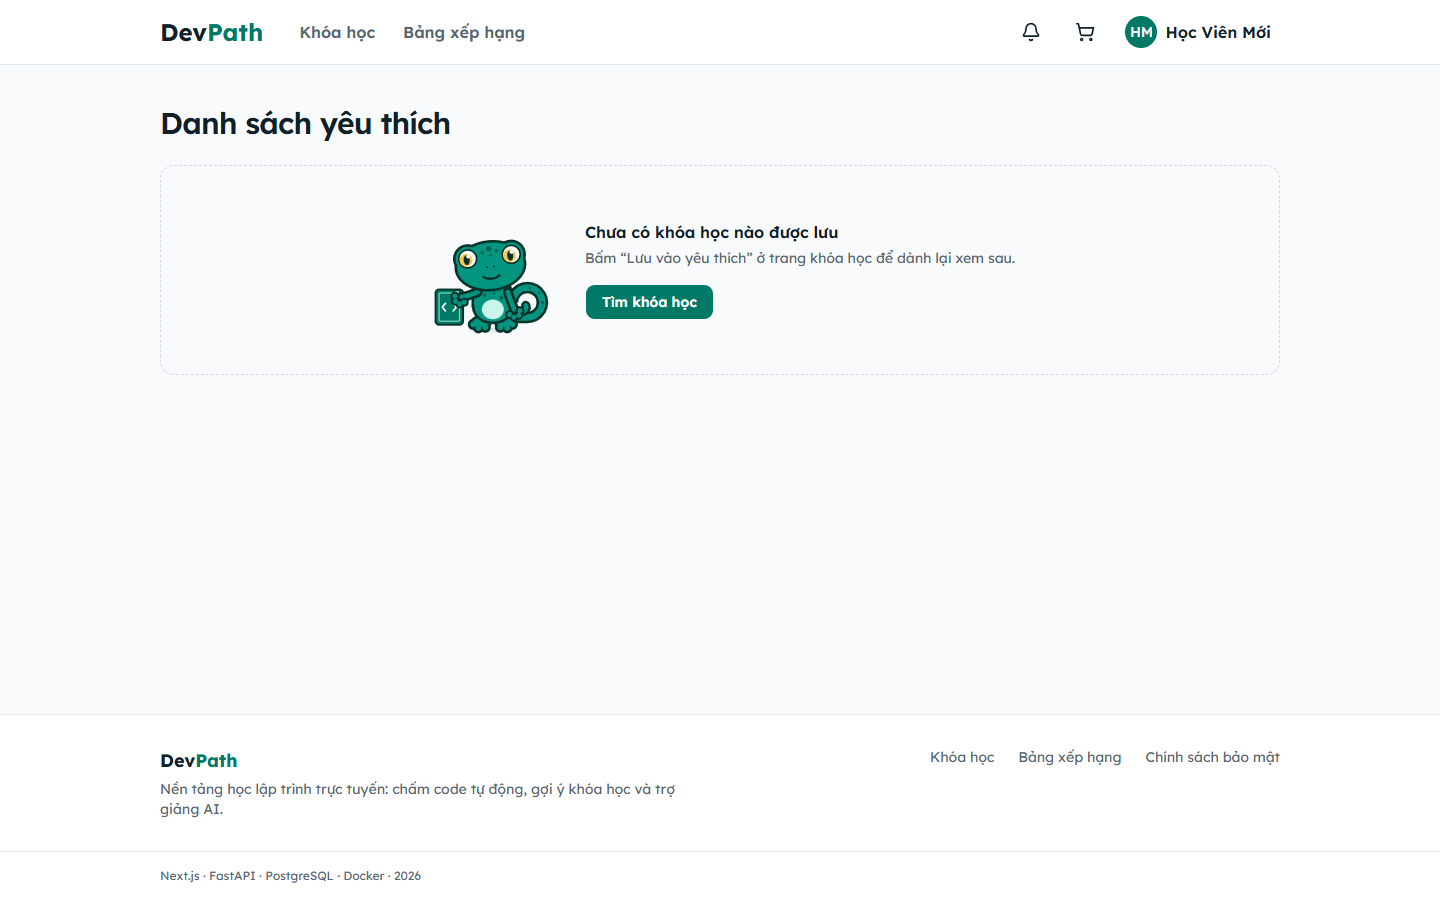 DevPath
Khóa học
Bảng xếp hạng
HM
Học Viên Mới
Danh sách yêu thích
Chưa có khóa học nào được lưu
Bấm “Lưu vào yêu thích” ở trang khóa học để dành lại xem sau.
Tìm khóa học
DevPath
Nền tảng học lập trình trực tuyến: chấm code tự động, gợi ý khóa học và trợ
giảng AI.
Khóa học
Bảng xếp hạng
Chính sách bảo mật
Next.js · FastAPI · PostgreSQL · Docker · 2026